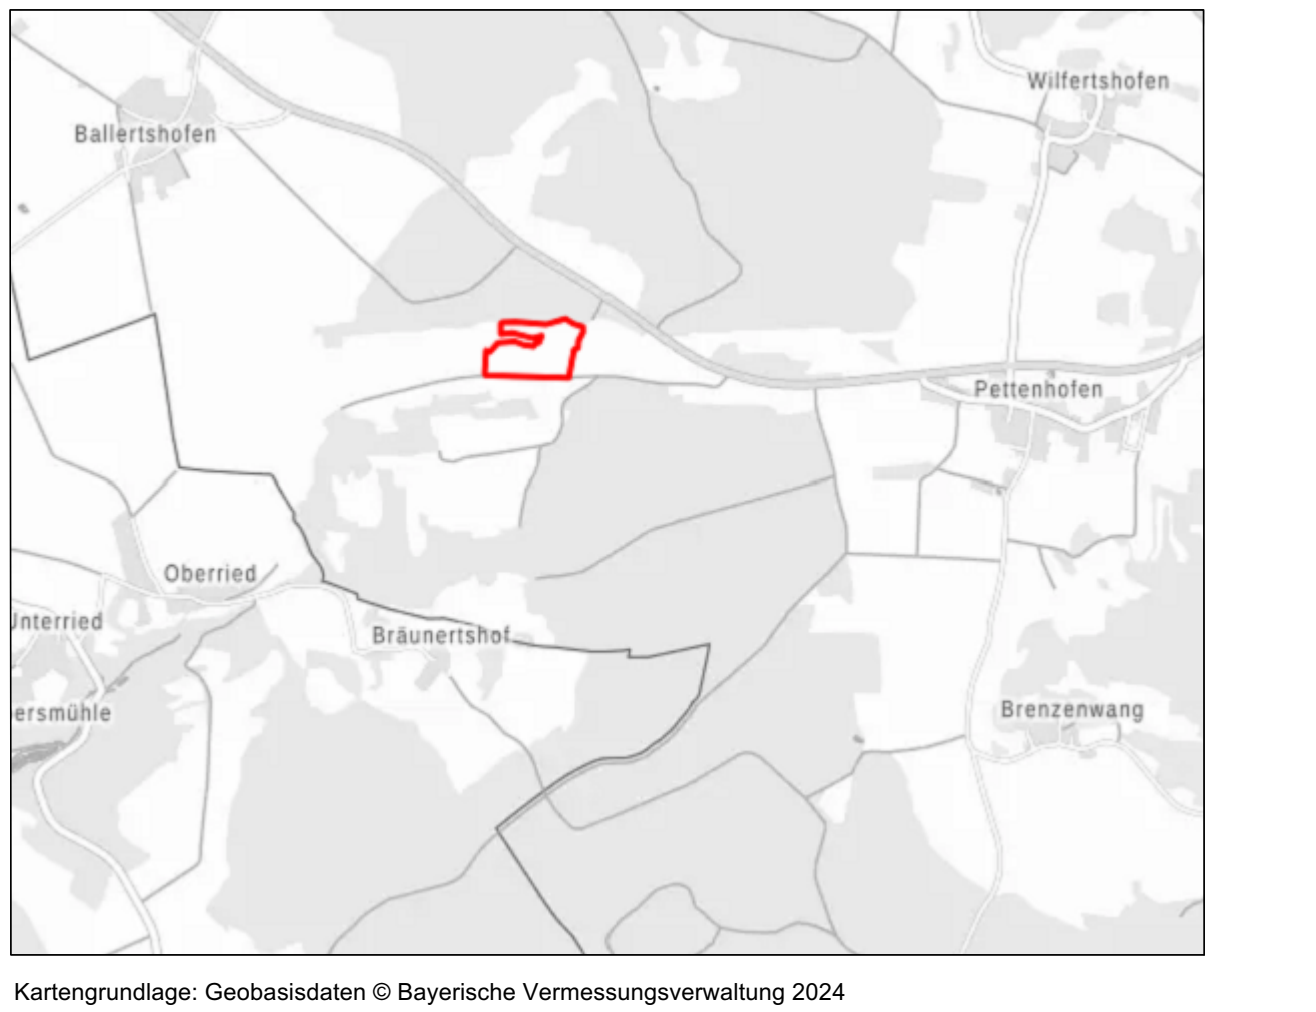 Wilfertshofen
Ballertshofen
Pettenhofen
Oberried
Unterried
Bräunertshof
ersmühle
Brenzenwang
Kartengrundlage: Geobasisdaten © Bayerische Vermessungsverwaltung 2024